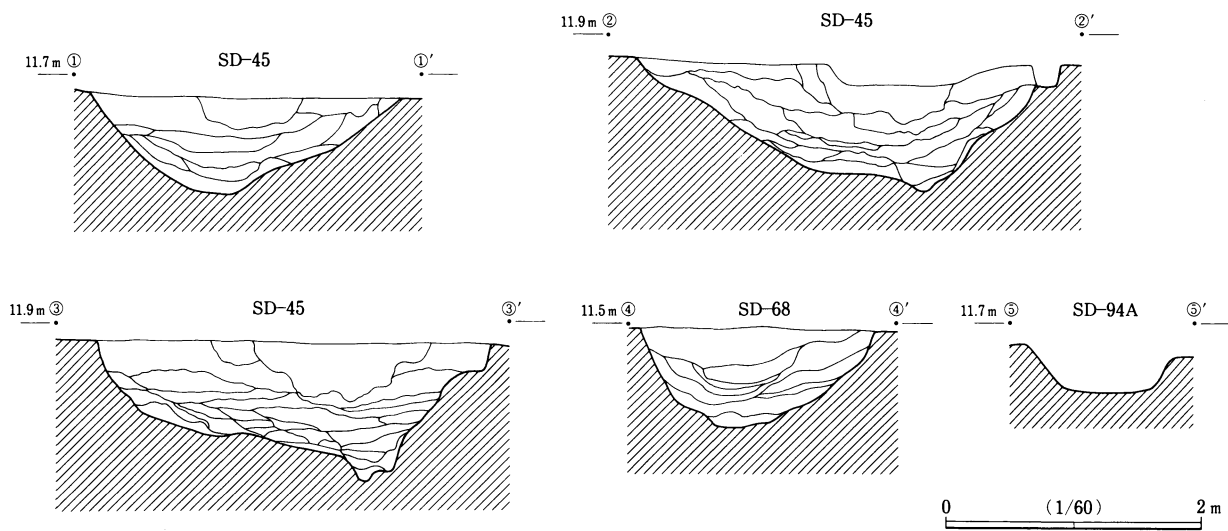 11.7m ① SD-45 ①′
11.9m ② SD-45 ②′
11.9m ③ SD-45 ③′
11.5m ④ SD-68 ④′
11.7m ⑤ SD-94A ⑤′
0 (1/60) 2m